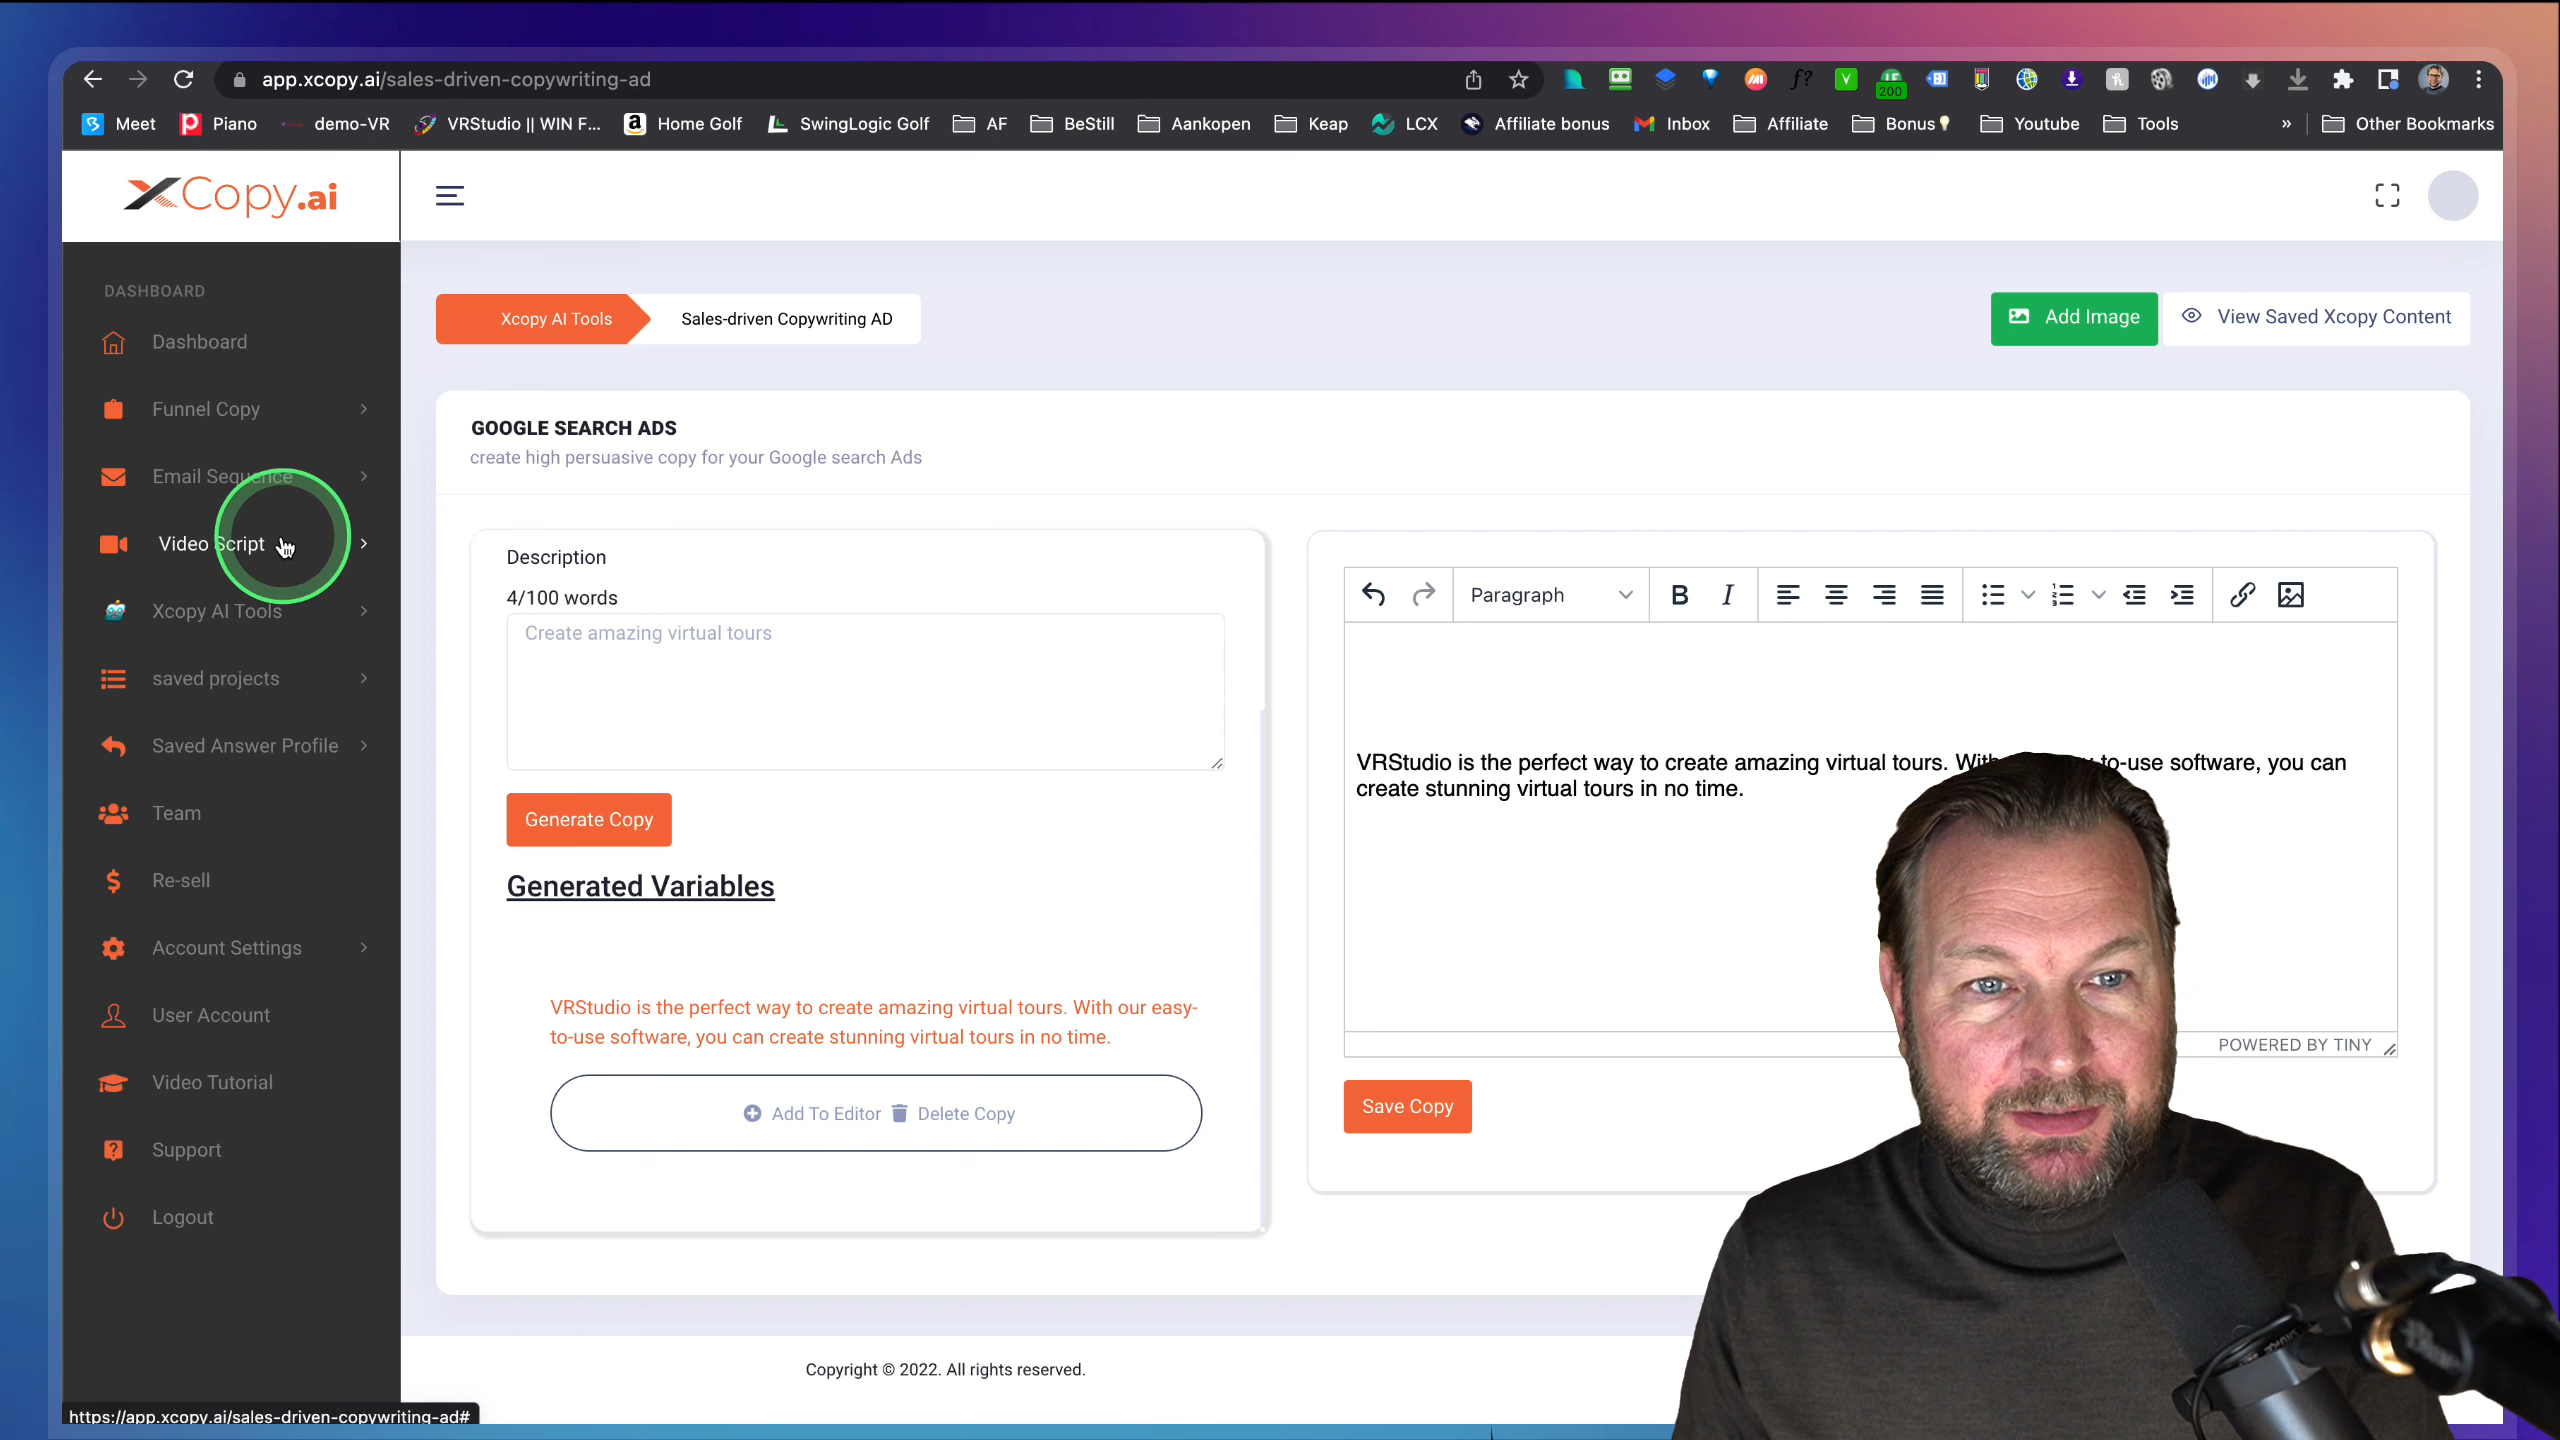 app.xcopy.ai/sales-driven-copywriting-ad
200
Meet
Piano
demo-VR
VRStudio || WIN F...
Home Golf
SwingLogic Golf
AF
BeStill
Aankopen
Keap
LCX
Affiliate bonus
Inbox
Affiliate
Bonus
Youtube
Tools
»
Other Bookmarks
XCopy.ai
DASHBOARD
Dashboard
Funnel Copy
Email Sequence
Video Script
Xcopy AI Tools
saved projects
Saved Answer Profile
Team
Re-sell
Account Settings
User Account
Video Tutorial
Support
Logout
https://app.xcopy.ai/sales-driven-copywriting-ad#
Xcopy AI Tools
Sales-driven Copywriting AD
Add Image
View Saved Xcopy Content
GOOGLE SEARCH ADS
create high persuasive copy for your Google search Ads
Description
4/100 words
Create amazing virtual tours
Generate Copy
Generated Variables
VRStudio is the perfect way to create amazing virtual tours. With our easy-
to-use software, you can create stunning virtual tours in no time.
Add To Editor
Delete Copy
Paragraph
B
I
VRStudio is the perfect way to create amazing virtual tours. With to-use software, you can
create stunning virtual tours in no time.
POWERED BY TINY
Save Copy
Copyright © 2022. All rights reserved.